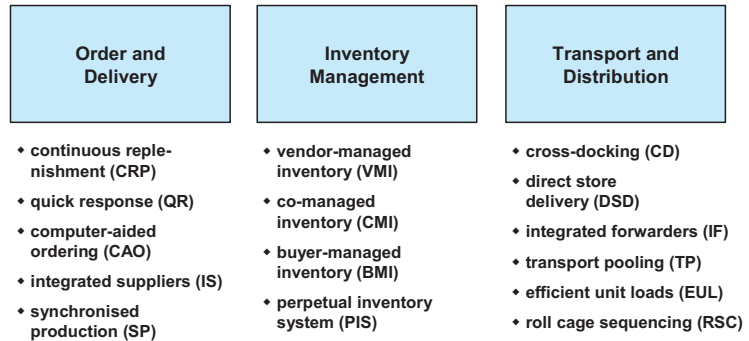 Order and
Delivery
◆ continuous reple-
nishment (CRP)
◆ quick response (QR)
◆ computer-aided
ordering (CAO)
◆ integrated suppliers (IS)
◆ synchronised
production (SP)
Inventory
Management
◆ vendor-managed
inventory (VMI)
◆ co-managed
inventory (CMI)
◆ buyer-managed
inventory (BMI)
◆ perpetual inventory
system (PIS)
Transport and
Distribution
◆ cross-docking (CD)
◆ direct store
delivery (DSD)
◆ integrated forwarders (IF)
◆ transport pooling (TP)
◆ efficient unit loads (EUL)
◆ roll cage sequencing (RSC)